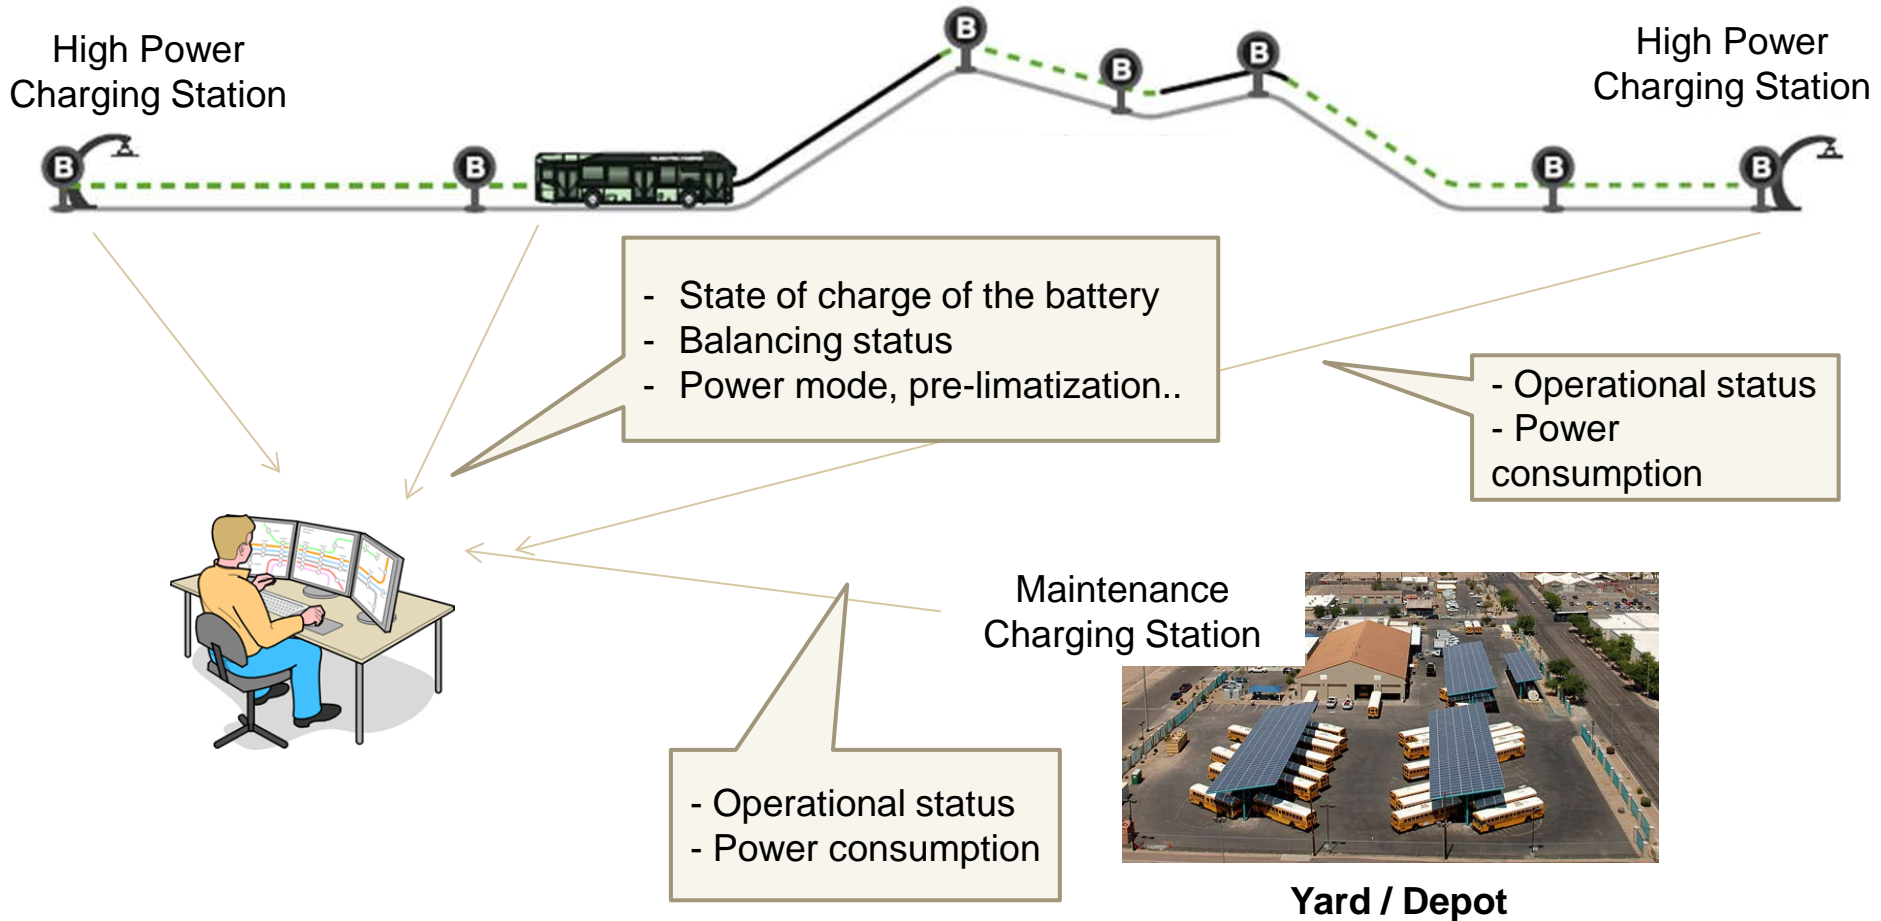 High Power
Charging Station
High Power
Charging Station
B
B
B
B
B
B
B
- State of charge of the battery
- Balancing status
- Power mode, pre-limatization..
- Operational status
- Power
consumption
Maintenance
Charging Station
- Operational status
- Power consumption
Yard / Depot